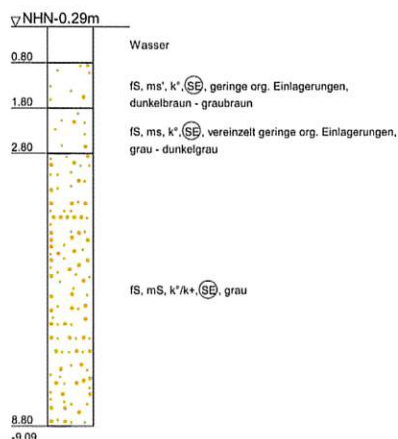 ▽NHN-0.29m
Wasser
0.80
fS, ms', k°, SE, geringe org. Einlagerungen,
dunkelbraun - graubraun
1.80
fS, ms, k°, SE, vereinzelt geringe org. Einlagerungen,
grau - dunkelgrau
2.80
fS, mS, k°/k+, SE, grau
8.80
-9.09